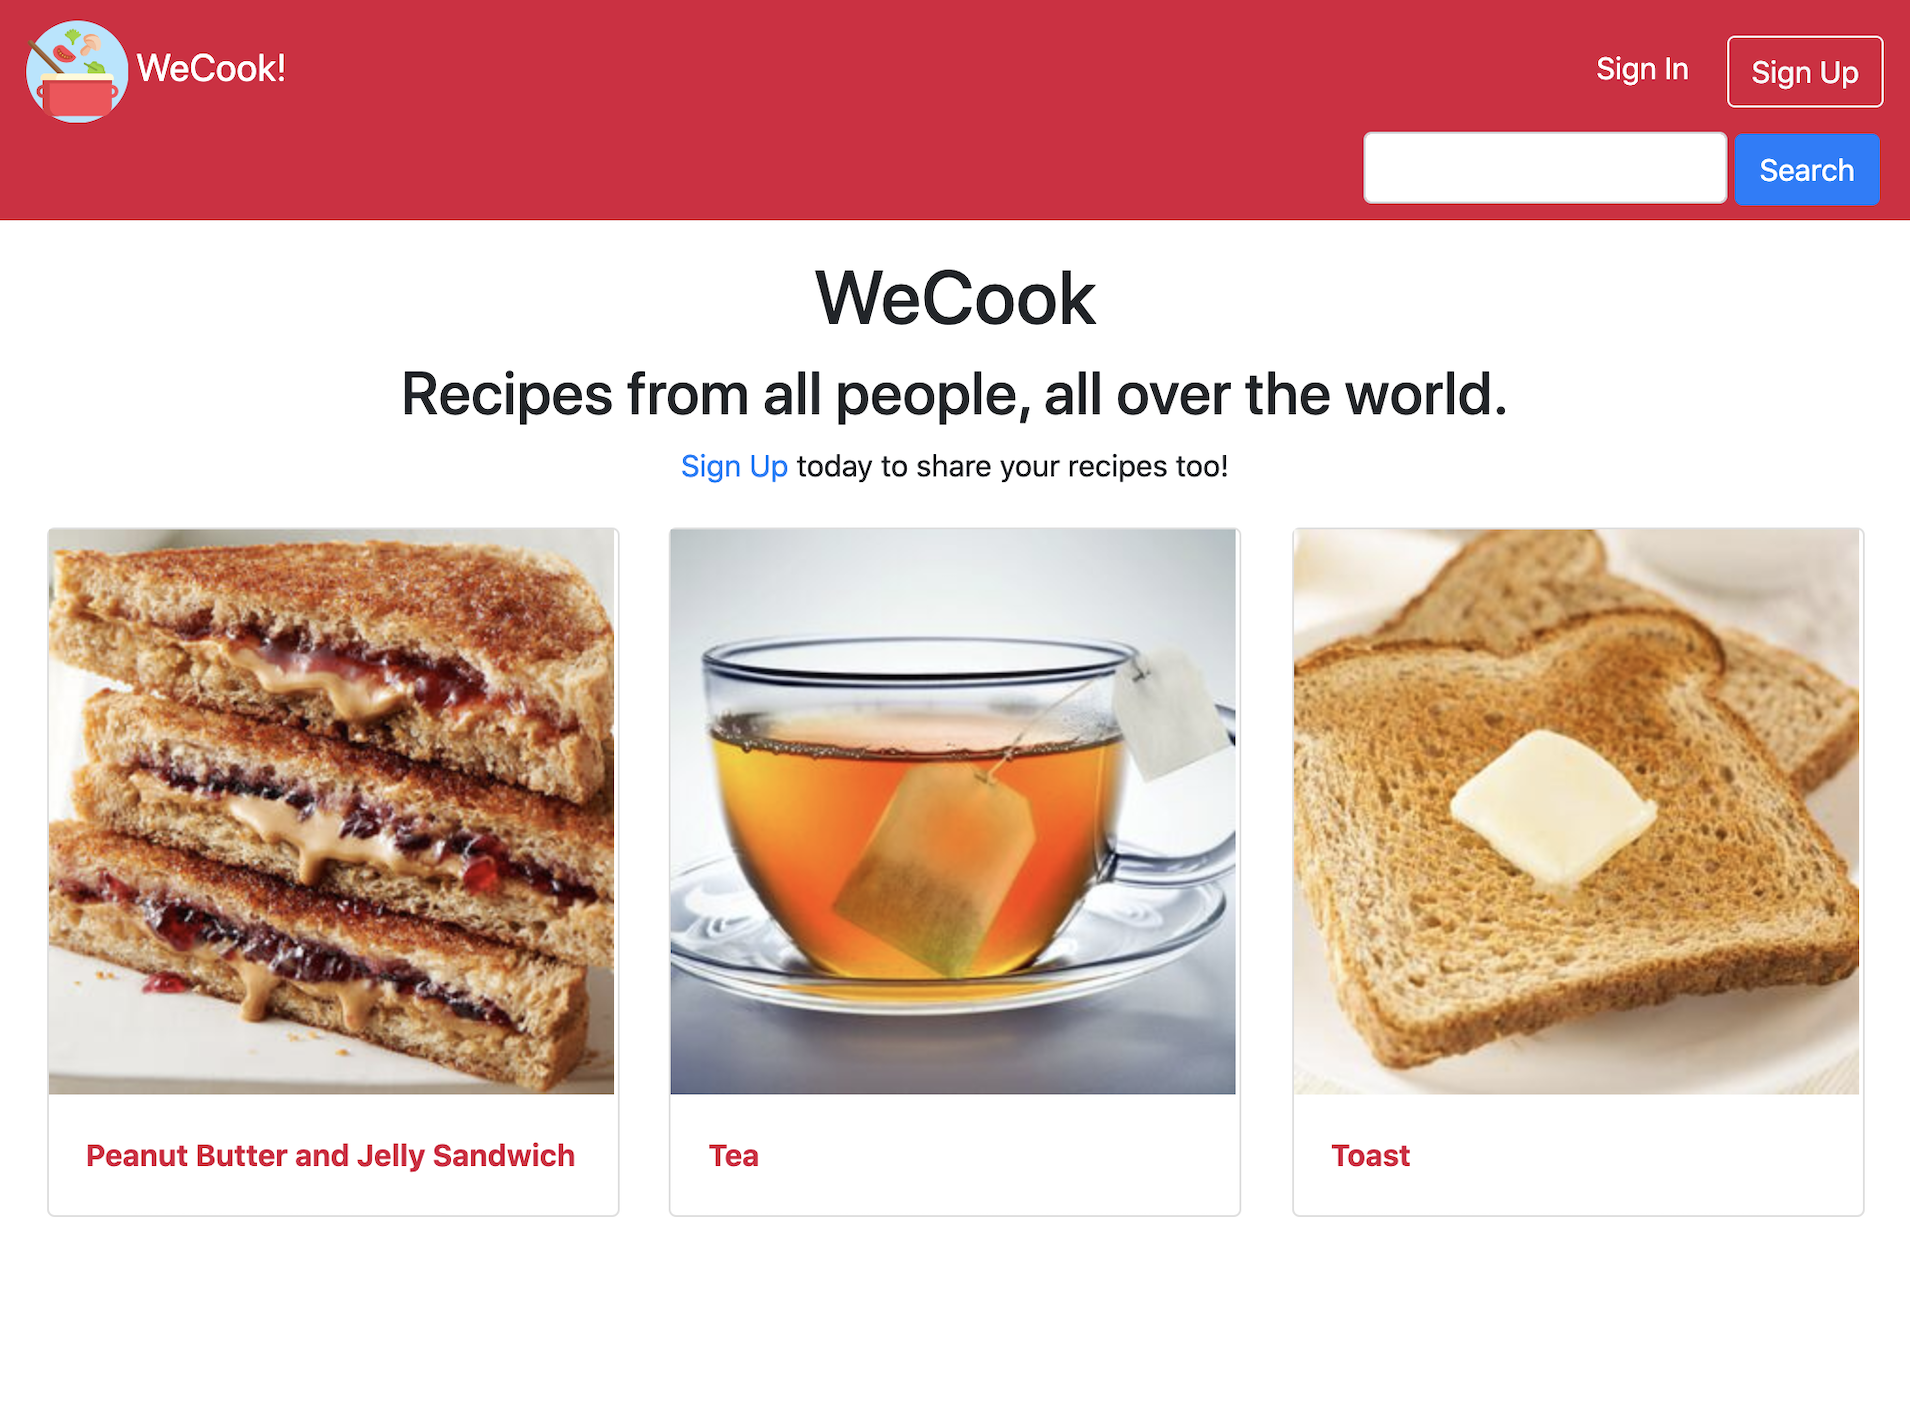 WeCook!
Sign In
Sign Up
Search
WeCook
Recipes from all people, all over the world.
Sign Up today to share your recipes too!
Peanut Butter and Jelly Sandwich
Tea
Toast